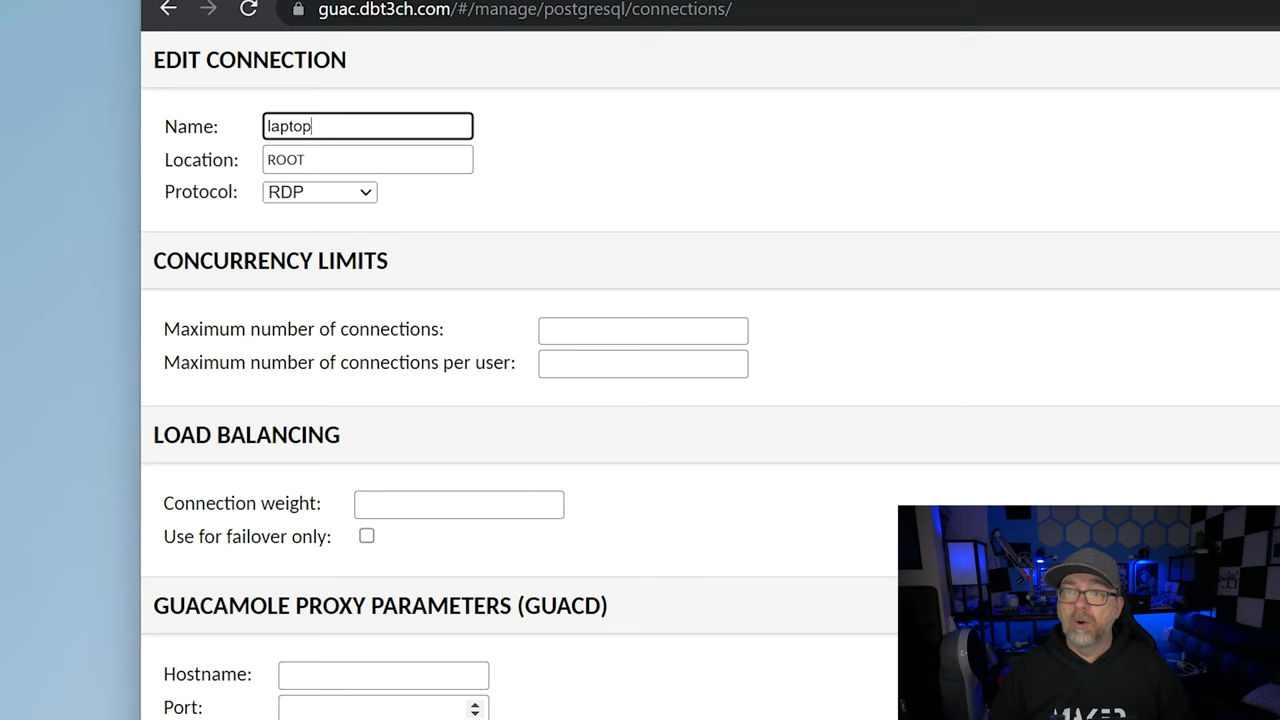 guac.dbt3ch.com/#/manage/postgresql/connections/
EDIT CONNECTION
Name: laptop
Location: ROOT
Protocol: RDP
CONCURRENCY LIMITS
Maximum number of connections:
Maximum number of connections per user:
LOAD BALANCING
Connection weight:
Use for failover only:
GUACAMOLE PROXY PARAMETERS (GUACD)
Hostname:
Port:
MAKER